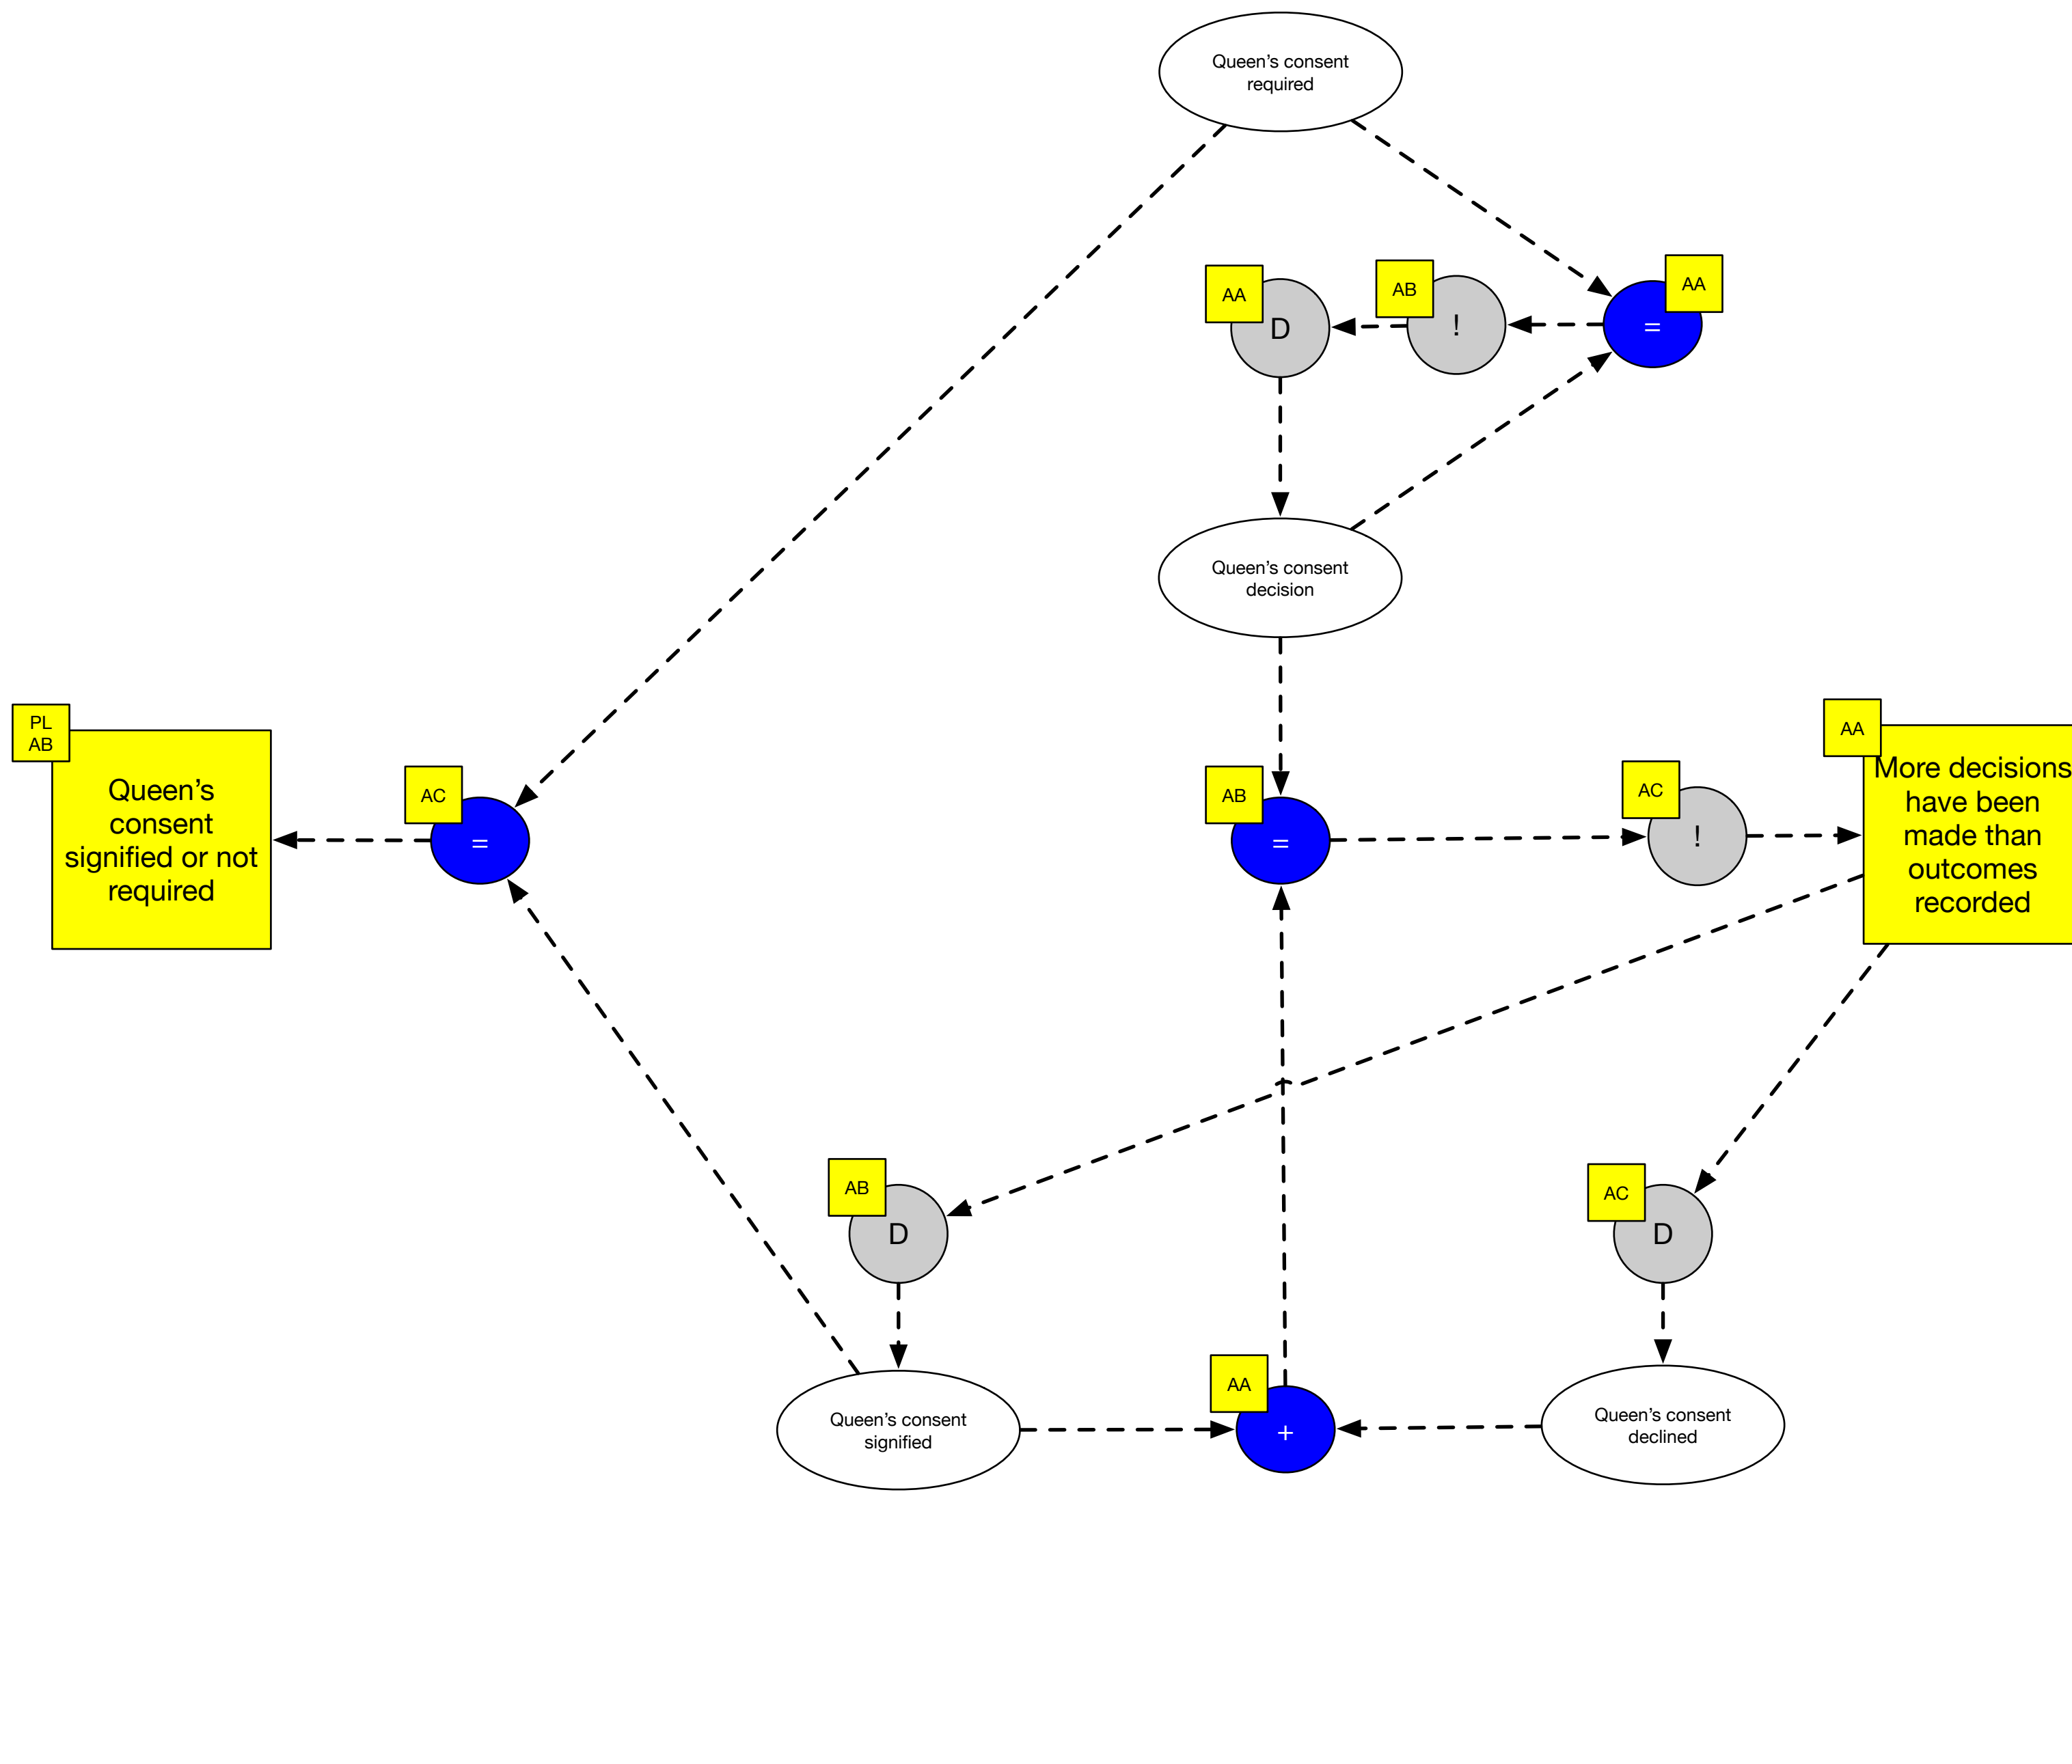 Queen’s consent
required
AA
AB
AA
D
!
=
Queen’s consent
decision
PL
AB
Queen’s
consent
signified or not
required
AC
=
AB
=
AC
!
AA
More decisions
have been
made than
outcomes
recorded
AB
D
AC
D
Queen’s consent
signified
AA
+
Queen’s consent
declined